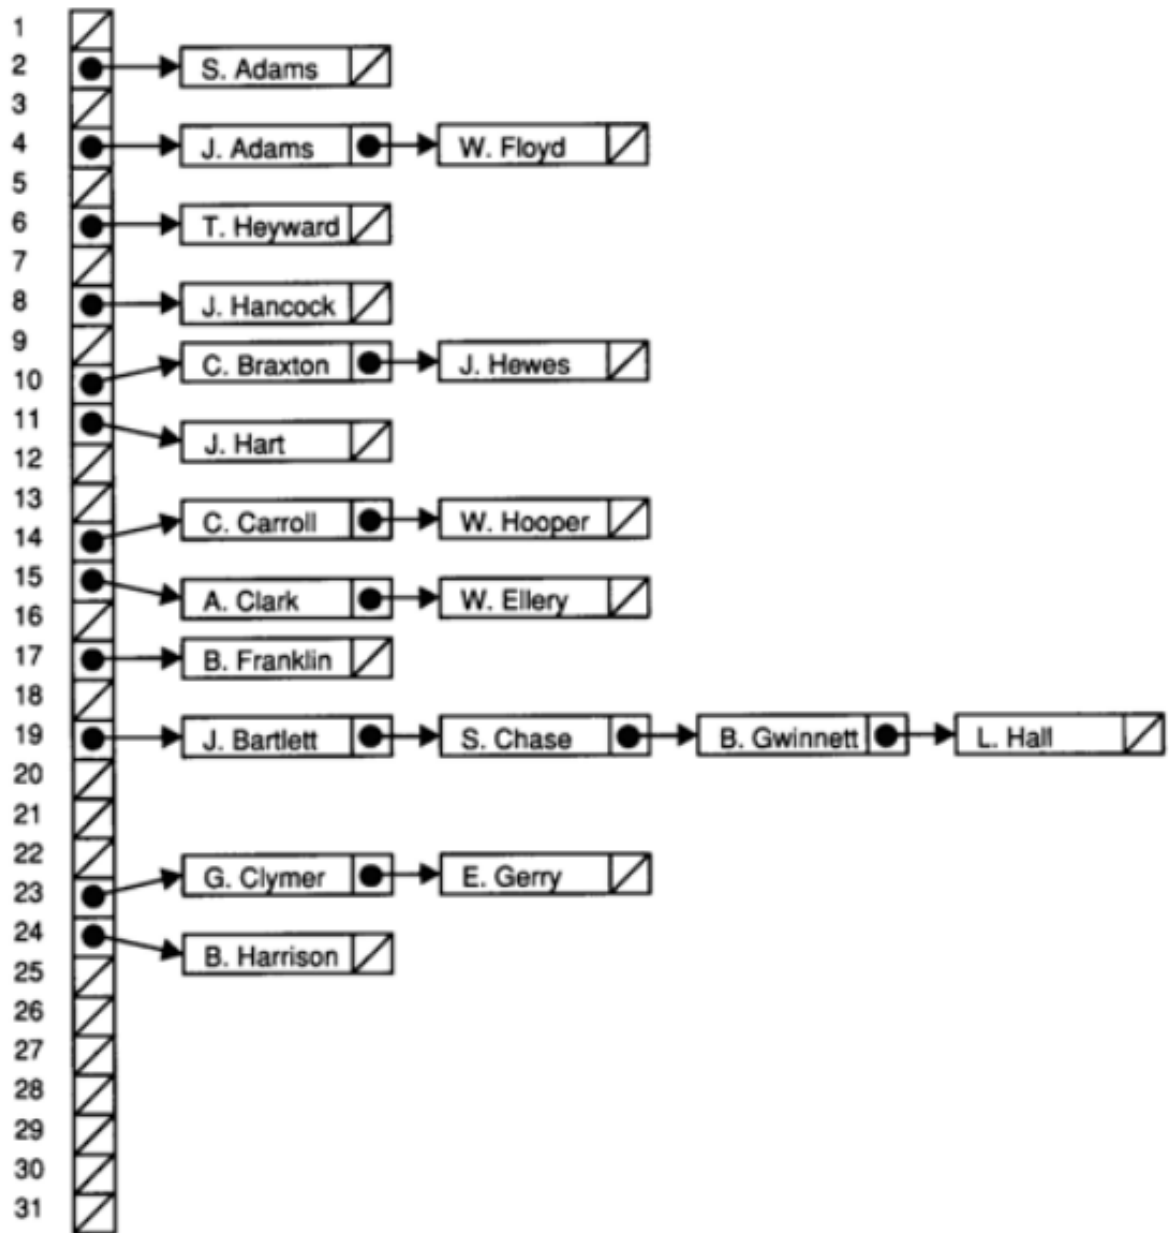 1
2 S. Adams
3
4 J. Adams W. Floyd
5
6 T. Heyward
7
8 J. Hancock
9
10 C. Braxton J. Hewes
11 J. Hart
12
13
14 C. Carroll W. Hooper
15 A. Clark W. Ellery
16
17 B. Franklin
18
19 J. Bartlett S. Chase B. Gwinnett L. Hall
20
21
22
23 G. Clymer E. Gerry
24 B. Harrison
25
26
27
28
29
30
31